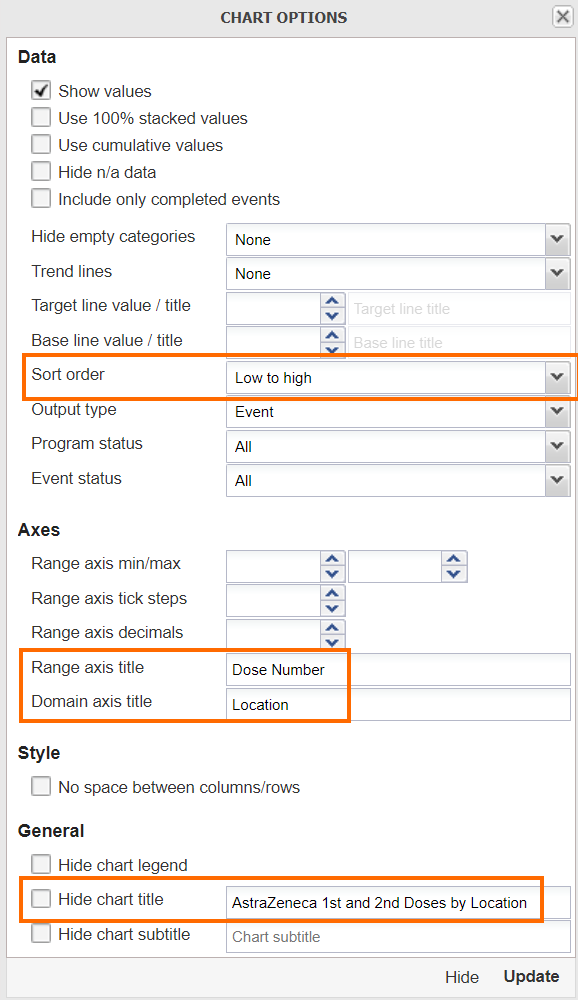 CHART OPTIONS
Data
Show values
Use 100% stacked values
Use cumulative values
Hide n/a data
Include only completed events
Hide empty categories None
Trend lines None
Target line value / title Target line title
Base line value / title Base line title
Sort order Low to high
Output type Event
Program status All
Event status All
Axes
Range axis min/max
Range axis tick steps
Range axis decimals
Range axis title Dose Number
Domain axis title Location
Style
No space between columns/rows
General
Hide chart legend
Hide chart title AstraZeneca 1st and 2nd Doses by Location
Hide chart subtitle Chart subtitle
Hide Update